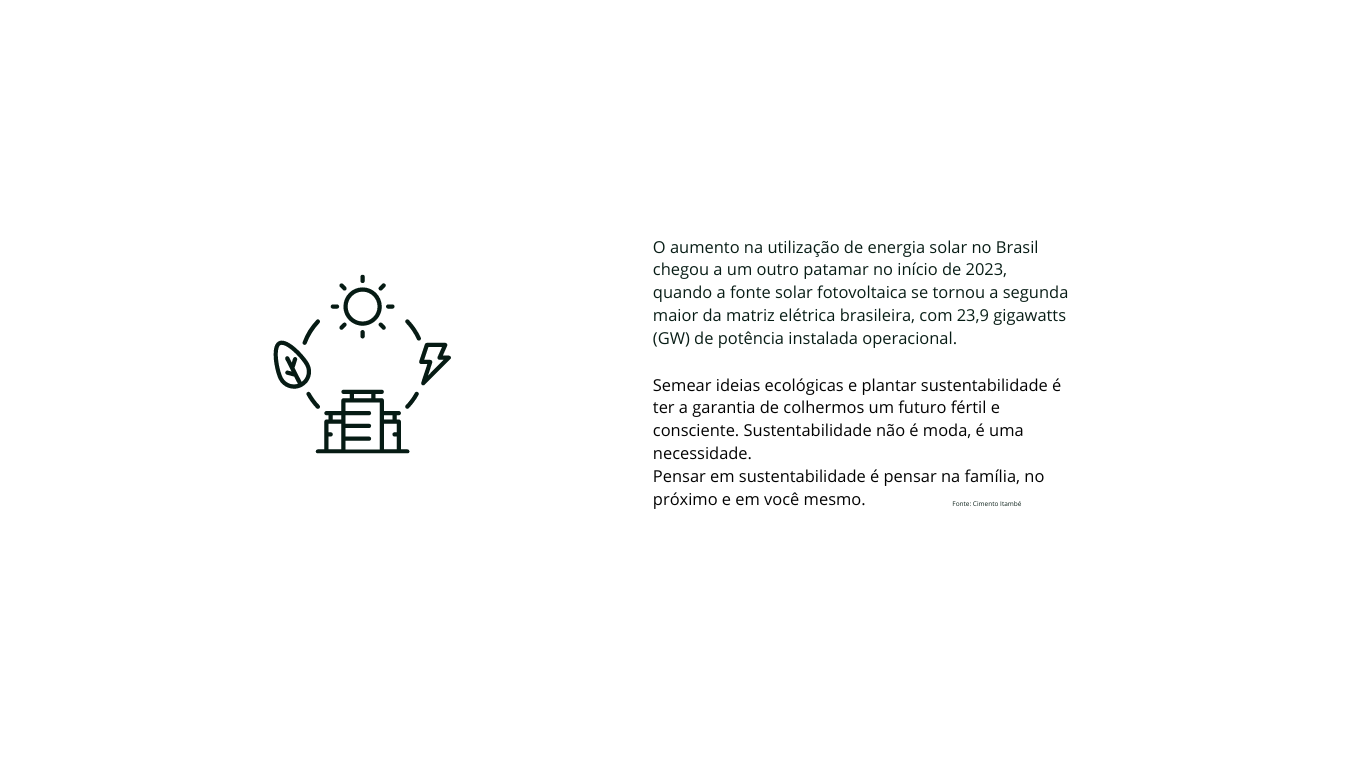 O aumento na utilização de energia solar no Brasil
chegou a um outro patamar no início de 2023,
quando a fonte solar fotovoltaica se tornou a segunda
maior da matriz elétrica brasileira, com 23,9 gigawatts
(GW) de potência instalada operacional.
Semear ideias ecológicas e plantar sustentabilidade é
ter a garantia de colhermos um futuro fértil e
consciente. Sustentabilidade não é moda, é uma
necessidade.
Pensar em sustentabilidade é pensar na família, no
próximo e em você mesmo.
Fonte: Cimento Itambé